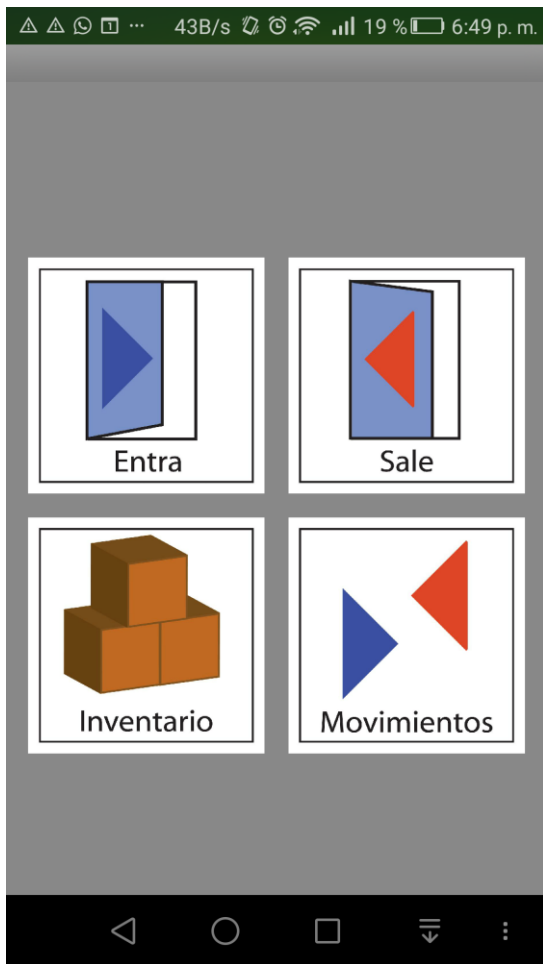 43B/s 19 % 6:49 p. m.
Entra
Sale
Inventario
Movimientos